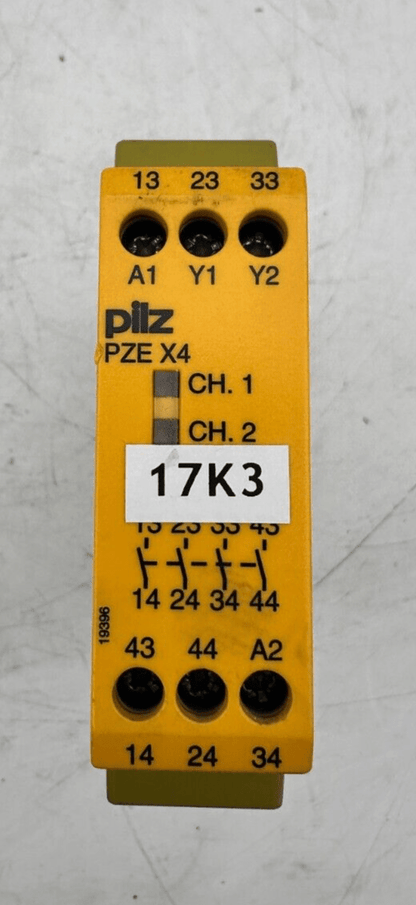 13 23 33
A1 Y1 Y2
pilz
PZE X4
CH. 1
CH. 2
17K3
13 23 33 43
14 24 34 44
19396
43 44 A2
14 24 34